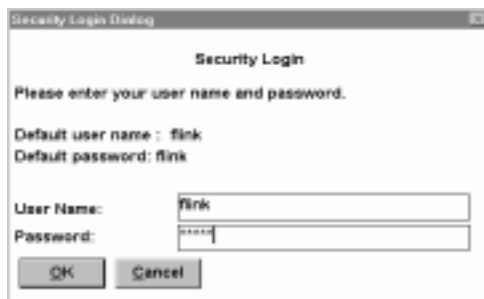 Security Login Dialog
Security Login
Please enter your user name and password.
Default user name : flink
Default password: flink
User Name: flink
Password: *****
OK Cancel